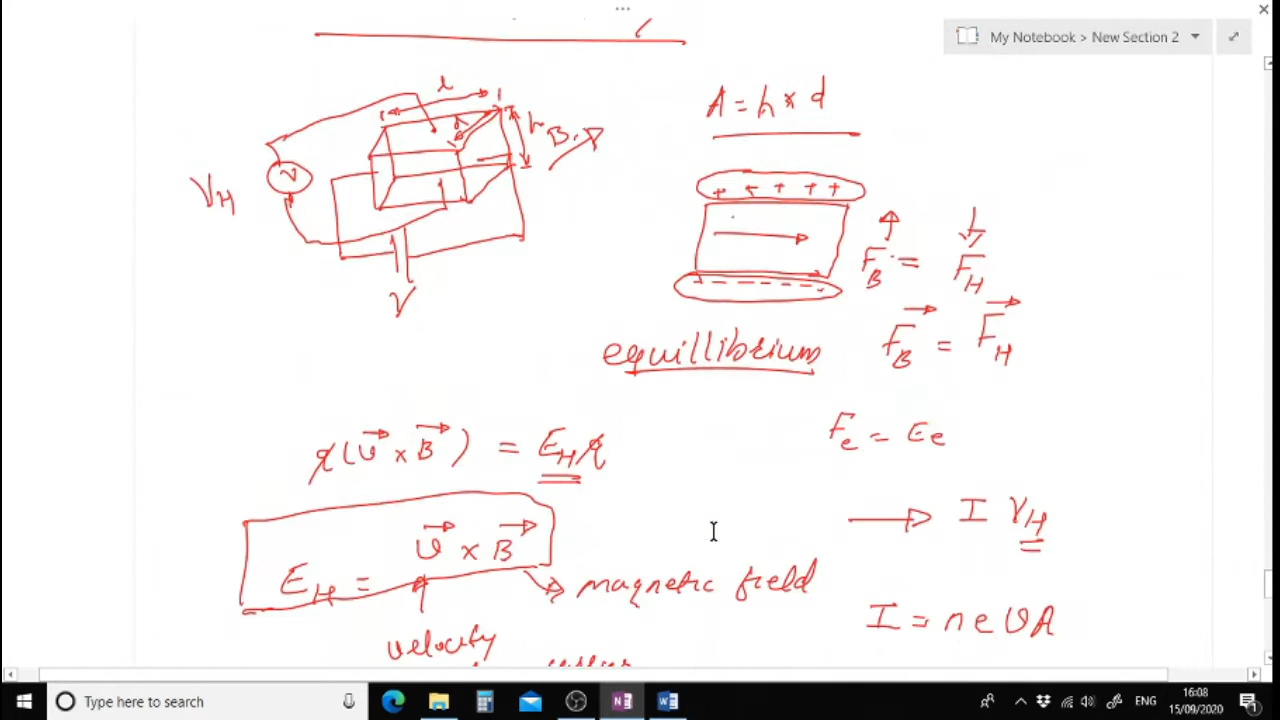 My Notebook > New Section 2
l
d
h
B
V_H
V
V
A = h × d
+ + + + +
- - - - - - -
F_B = F_H
F_B = F_H
equillibrium
F_e = Ee
q(v × B) = E_H q
I V_H
E_H = v × B
magnetic field
I = neVA
velocity
Type here to search
ENG
16:08
15/09/2020
1